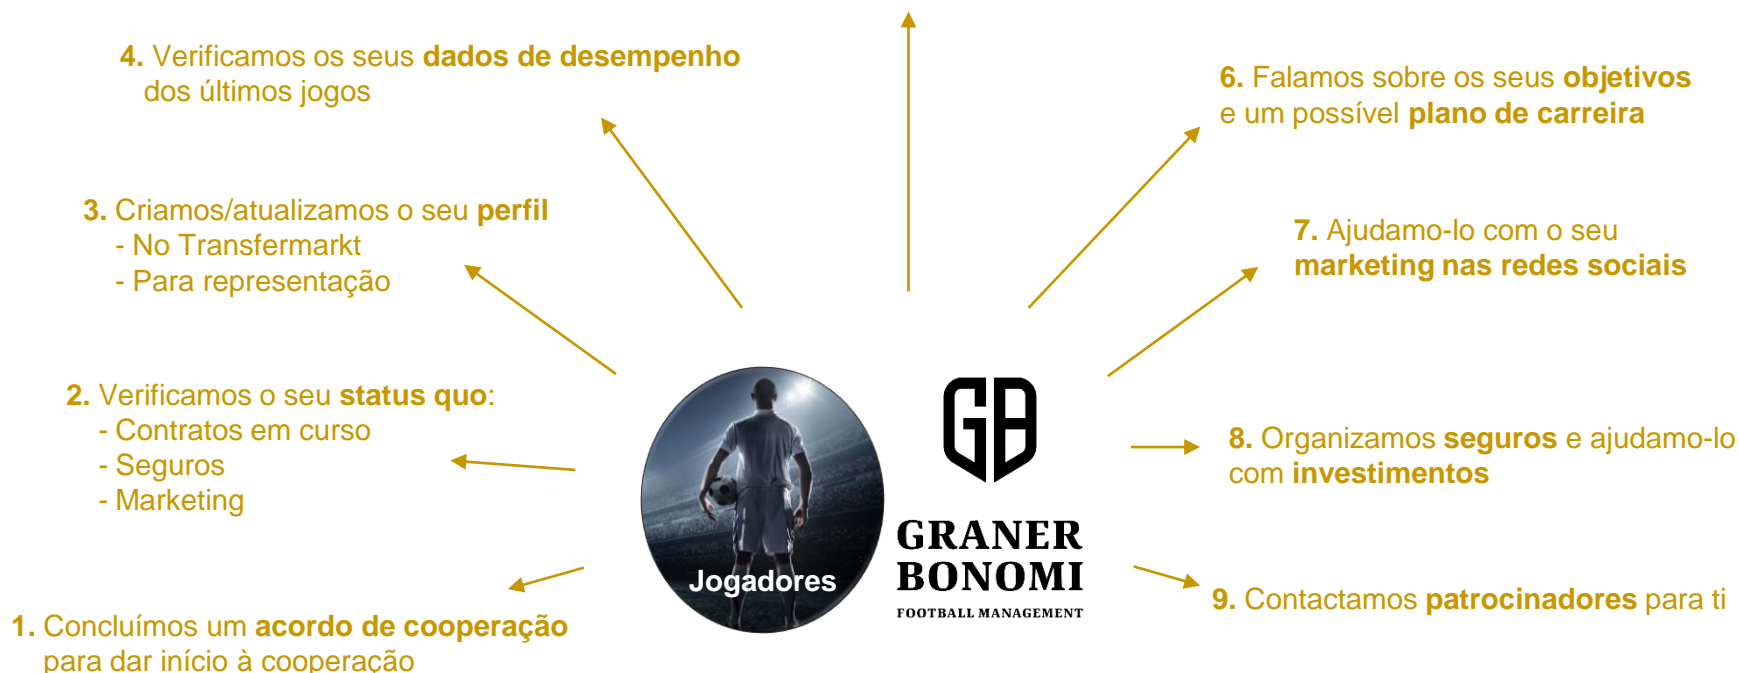 1. Concluímos um acordo de cooperação
para dar início à cooperação
2. Verificamos o seu status quo:
- Contratos em curso
- Seguros
- Marketing
3. Criamos/atualizamos o seu perfil
- No Transfermarkt
- Para representação
4. Verificamos os seus dados de desempenho
dos últimos jogos
6. Falamos sobre os seus objetivos
e um possível plano de carreira
7. Ajudamo-lo com o seu
marketing nas redes sociais
8. Organizamos seguros e ajudamo-lo
com investimentos
9. Contactamos patrocinadores para ti
Jogadores
GB
GRANER
BONOMI
FOOTBALL MANAGEMENT